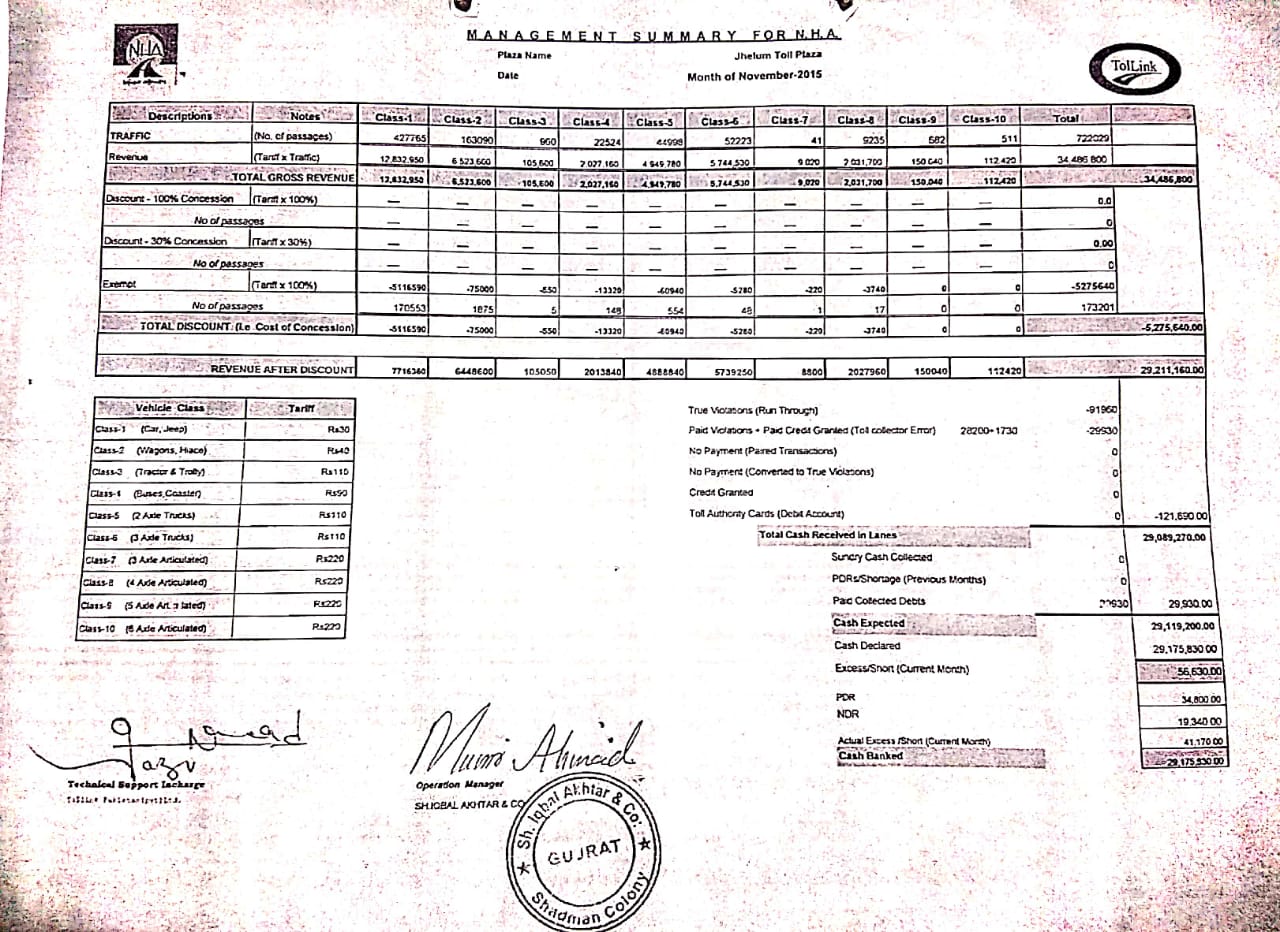 MANAGEMENT SUMMARY FOR N.H.A.
NHA
Plaza Name Jhelum Toll Plaza
TolLink
Date Month of November-2015
Descriptions Notes Class-1 Class-2 Class-3 Class-4 Class-5 Class-6 Class-7 Class-8 Class-9 Class-10 Total
TRAFFIC (No. of passages) 427765 163090 960 22524 44998 52223 41 9235 682 511 722029
Revenue (Tariff x Traffic) 12,832,950 6 523,600 105,600 2 027,160 4 949,780 5 744,530 9 020 2 031,700 150 040 112,420 34,486 800
TOTAL GROSS REVENUE 12,832,950 6,523,600 105,600 2,027,160 4,949,780 5,744,530 9,020 2,031,700 150,040 112,420 34,486,800
Discount - 100% Concession (Tariff x 100%) — — — — — — — — — — 0.0
No of passages — — — — — — — — — — 0
Discount - 30% Concession (Tariff x 30%) — — — — — — — — — — 0.00
No of passages — — — — — — — — — — 0
Exempt (Tariff x 100%) -5116590 -75000 -550 -13320 -60940 -5280 -220 -3740 0 0 -5275640
No of passages 170553 1875 5 148 554 48 1 17 0 0 173201
TOTAL DISCOUNT (i.e. Cost of Concession) -5116590 -75000 -550 -13320 -60940 -5280 -220 -3740 0 0 -5,275,640.00
REVENUE AFTER DISCOUNT 7716360 6448600 105050 2013840 4888840 5739250 8800 2027960 150040 112420 29,211,160.00
Vehicle Class Tariff
Class-1 (Car, Jeep) Rs30
Class-2 (Wagons, Hiace) Rs40
Class-3 (Tractor & Trolly) Rs110
Class-4 (Buses,Coaster) Rs90
Class-5 (2 Axle Trucks) Rs110
Class-6 (3 Axle Trucks) Rs110
Class-7 (3 Axle Articulated) Rs220
Class-8 (4 Axle Articulated) Rs220
Class-9 (5 Axle Art lated) Rs220
Class-10 (6 Axle Articulated) Rs220
True Violations (Run Through) -91960
Paid Violations + Paid Credit Granted (Toll collector Error) 28200+1730 -29930
No Payment (Paired Transactions) 0
No Payment (Converted to True Violations) 0
Credit Granted 0
Toll Authority Cards (Debit Account) 0 -121,890.00
Total Cash Received in Lanes 29,089,270.00
Sundry Cash Collected 0
PDRs/Shortage (Previous Months) 0
Paid Collected Debts 29930 29,930.00
Cash Expected 29,119,200.00
Cash Declared 29,175,830.00
Excess/Short (Current Month) 56,630.00
PDR 34,800.00
NDR 19,340.00
Actual Excess /Short (Current Month) 41,170.00
Cash Banked 29,175,830.00
Munir Ahmad
Technical Support Incharge
TolLink Pakistan(pvt)Ltd.
Operation Manager
SH.IQBAL AKHTAR & CO
Sh. Iqbal Akhtar & Co:
GUJRAT
Shadman Colony